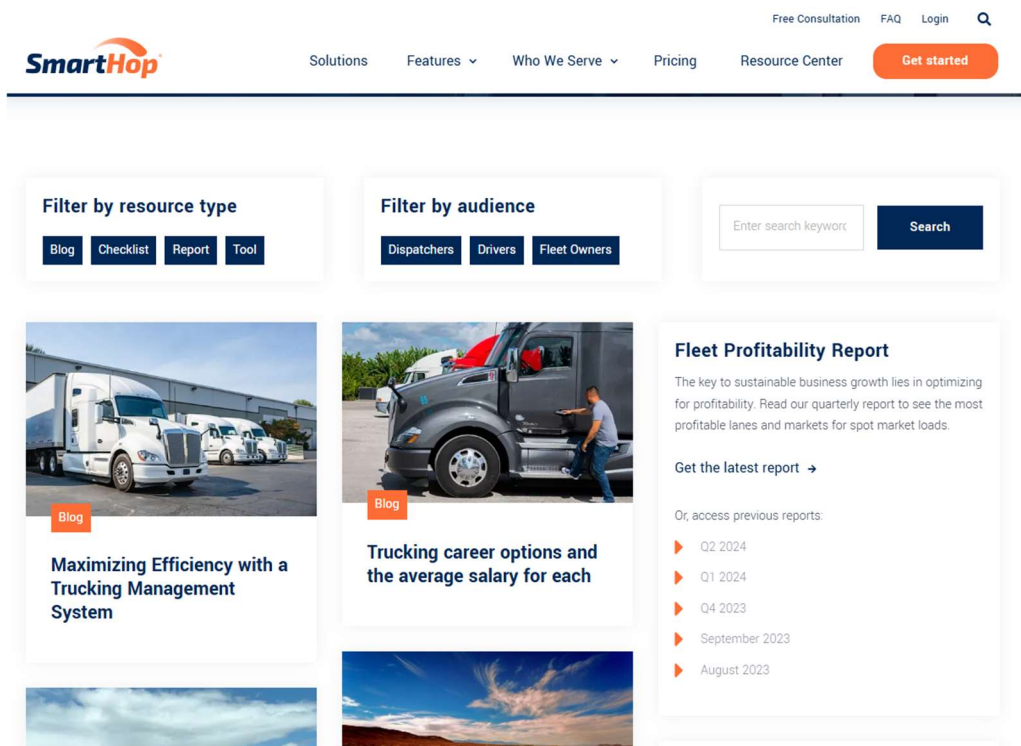 Free Consultation FAQ Login
SmartHop
Solutions Features Who We Serve Pricing Resource Center Get started
Filter by resource type
Blog Checklist Report Tool
Filter by audience
Dispatchers Drivers Fleet Owners
Enter search keyword
Search
Blog
Maximizing Efficiency with a
Trucking Management
System
Blog
Trucking career options and
the average salary for each
Fleet Profitability Report
The key to sustainable business growth lies in optimizing
for profitability. Read our quarterly report to see the most
profitable lanes and markets for spot market loads.
Get the latest report →
Or, access previous reports:
Q2 2024
Q1 2024
Q4 2023
September 2023
August 2023